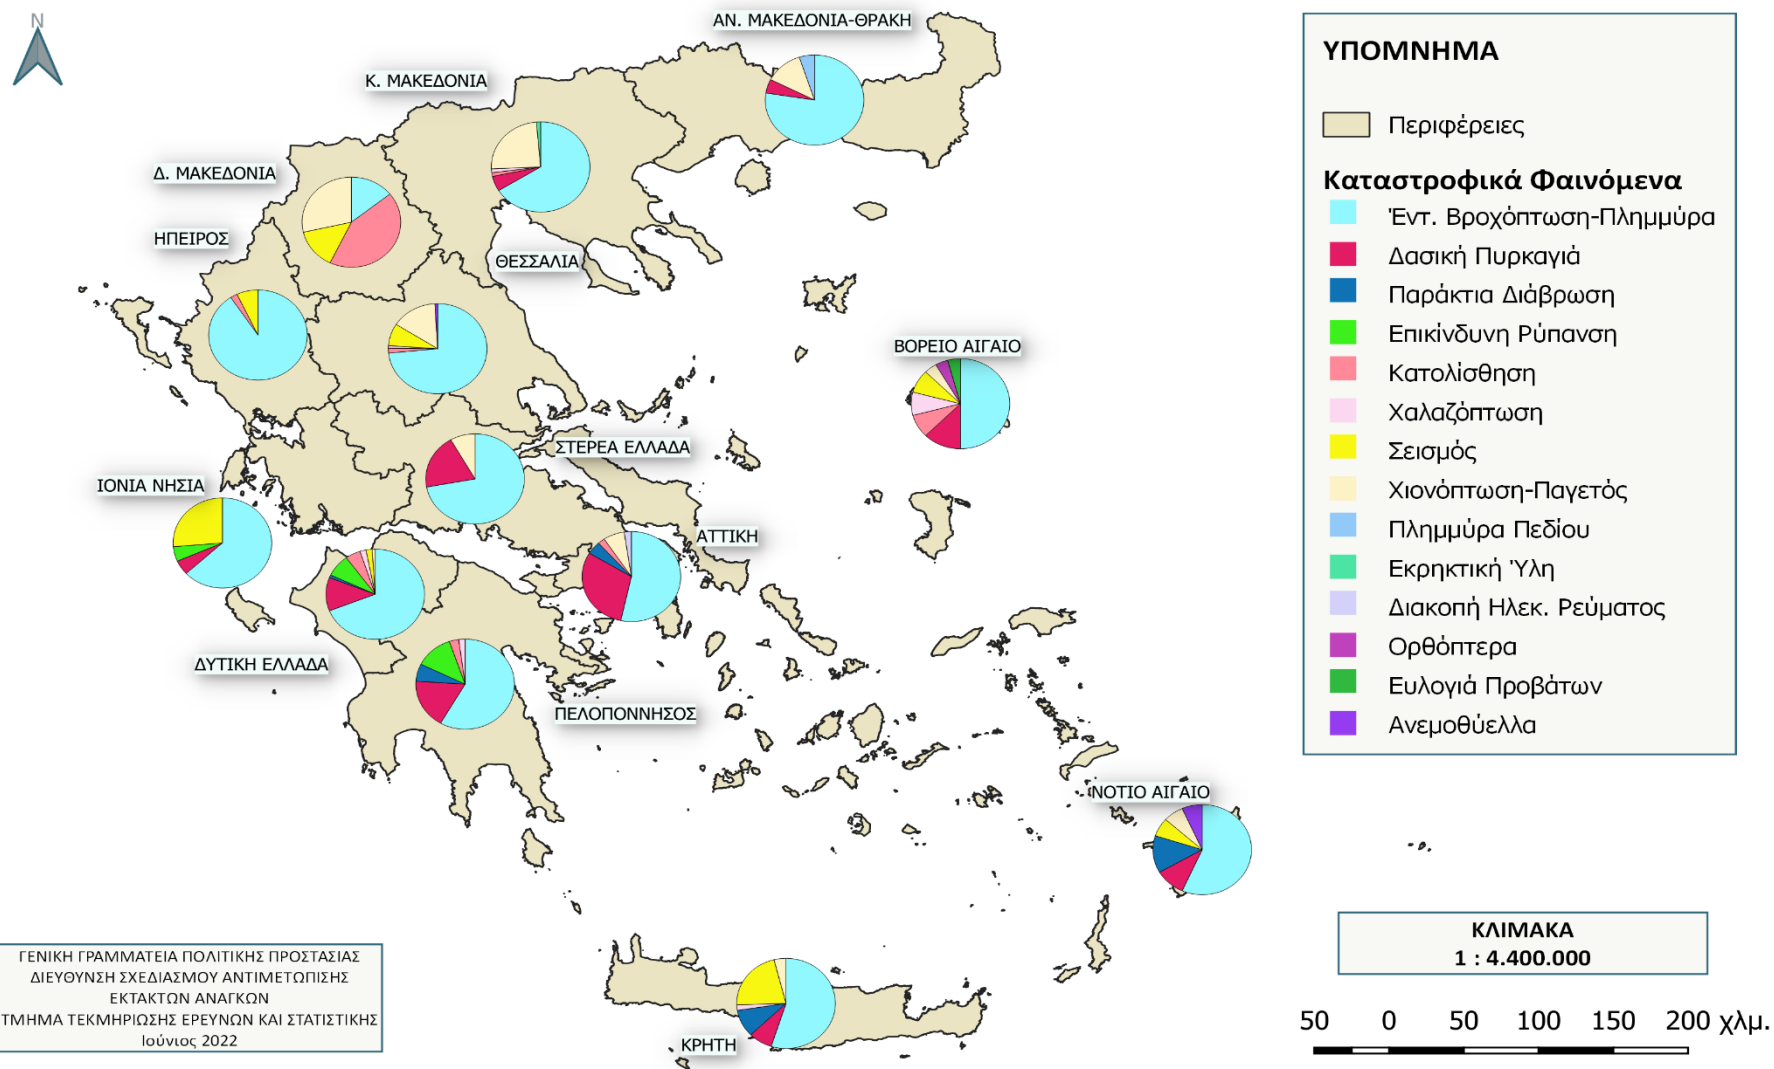 N
ΑΝ. ΜΑΚΕΔΟΝΙΑ-ΘΡΑΚΗ
Κ. ΜΑΚΕΔΟΝΙΑ
Δ. ΜΑΚΕΔΟΝΙΑ
ΗΠΕΙΡΟΣ
ΘΕΣΣΑΛΙΑ
ΒΟΡΕΙΟ ΑΙΓΑΙΟ
ΣΤΕΡΕΑ ΕΛΛΑΔΑ
ΙΟΝΙΑ ΝΗΣΙΑ
ΑΤΤΙΚΗ
ΔΥΤΙΚΗ ΕΛΛΑΔΑ
ΠΕΛΟΠΟΝΝΗΣΟΣ
ΝΟΤΙΟ ΑΙΓΑΙΟ
ΚΡΗΤΗ
ΥΠΟΜΝΗΜΑ
Περιφέρειες
Καταστροφικά Φαινόμενα
Έντ. Βροχόπτωση-Πλημμύρα
Δασική Πυρκαγιά
Παράκτια Διάβρωση
Επικίνδυνη Ρύπανση
Κατολίσθηση
Χαλαζόπτωση
Σεισμός
Χιονόπτωση-Παγετός
Πλημμύρα Πεδίου
Εκρηκτική Ύλη
Διακοπή Ηλεκ. Ρεύματος
Ορθόπτερα
Ευλογιά Προβάτων
Ανεμοθύελλα
ΚΛΙΜΑΚΑ
1 : 4.400.000
50 0 50 100 150 200 χλμ.
ΓΕΝΙΚΗ ΓΡΑΜΜΑΤΕΙΑ ΠΟΛΙΤΙΚΗΣ ΠΡΟΣΤΑΣΙΑΣ
ΔΙΕΥΘΥΝΣΗ ΣΧΕΔΙΑΣΜΟΥ ΑΝΤΙΜΕΤΩΠΙΣΗΣ
ΕΚΤΑΚΤΩΝ ΑΝΑΓΚΩΝ
ΤΜΗΜΑ ΤΕΚΜΗΡΙΩΣΗΣ ΕΡΕΥΝΩΝ ΚΑΙ ΣΤΑΤΙΣΤΙΚΗΣ
Ιούνιος 2022